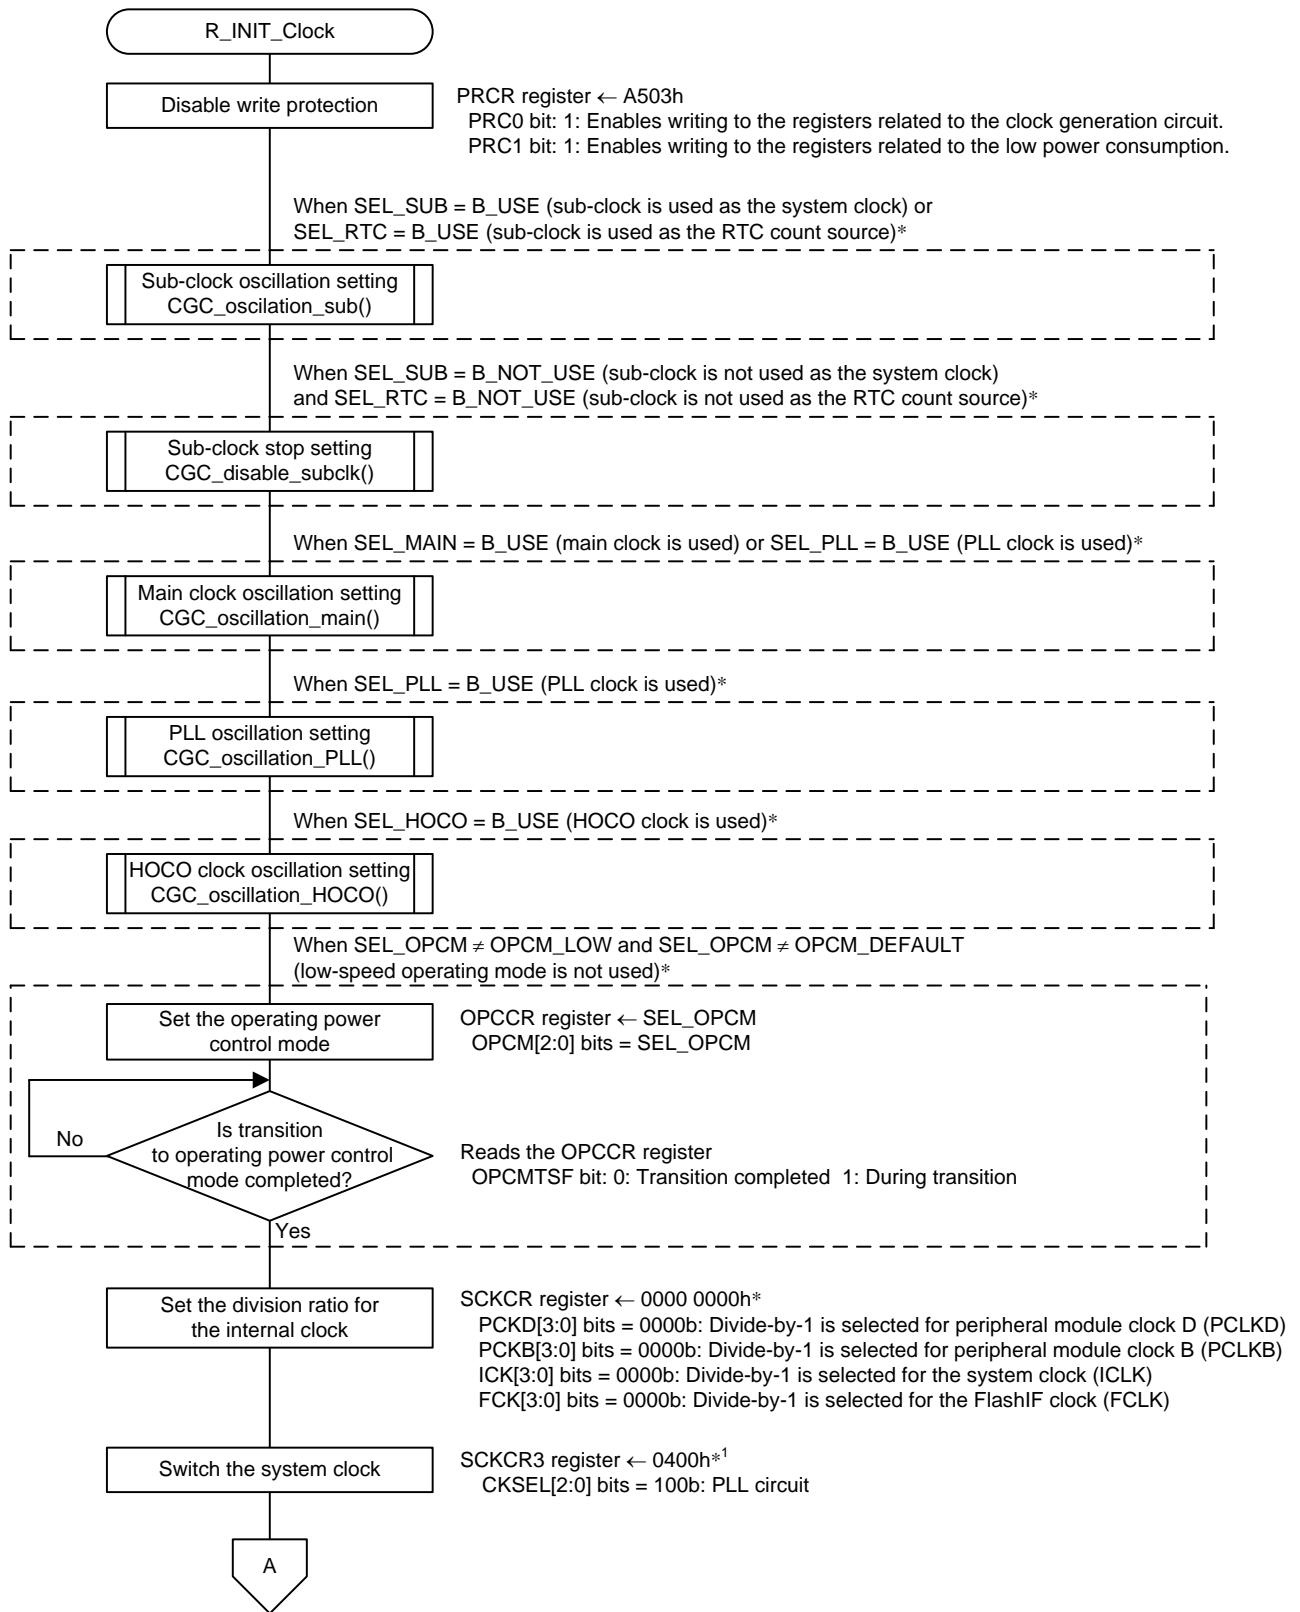 R_INIT_Clock
Disable write protection
PRCR register ← A503h
PRC0 bit: 1: Enables writing to the registers related to the clock generation circuit.
PRC1 bit: 1: Enables writing to the registers related to the low power consumption.
When SEL_SUB = B_USE (sub-clock is used as the system clock) or
SEL_RTC = B_USE (sub-clock is used as the RTC count source)*
Sub-clock oscillation setting
CGC_oscilation_sub()
When SEL_SUB = B_NOT_USE (sub-clock is not used as the system clock)
and SEL_RTC = B_NOT_USE (sub-clock is not used as the RTC count source)*
Sub-clock stop setting
CGC_disable_subclk()
When SEL_MAIN = B_USE (main clock is used) or SEL_PLL = B_USE (PLL clock is used)*
Main clock oscillation setting
CGC_oscillation_main()
When SEL_PLL = B_USE (PLL clock is used)*
PLL oscillation setting
CGC_oscillation_PLL()
When SEL_HOCO = B_USE (HOCO clock is used)*
HOCO clock oscillation setting
CGC_oscillation_HOCO()
When SEL_OPCM ≠ OPCM_LOW and SEL_OPCM ≠ OPCM_DEFAULT
(low-speed operating mode is not used)*
Set the operating power
control mode
OPCCR register ← SEL_OPCM
OPCM[2:0] bits = SEL_OPCM
No
Is transition
to operating power control
mode completed?
Reads the OPCCR register
OPCMTSF bit: 0: Transition completed 1: During transition
Yes
Set the division ratio for
the internal clock
SCKCR register ← 0000 0000h*
PCKD[3:0] bits = 0000b: Divide-by-1 is selected for peripheral module clock D (PCLKD)
PCKB[3:0] bits = 0000b: Divide-by-1 is selected for peripheral module clock B (PCLKB)
ICK[3:0] bits = 0000b: Divide-by-1 is selected for the system clock (ICLK)
FCK[3:0] bits = 0000b: Divide-by-1 is selected for the FlashIF clock (FCLK)
Switch the system clock
SCKCR3 register ← 0400h*1
CKSEL[2:0] bits = 100b: PLL circuit
A